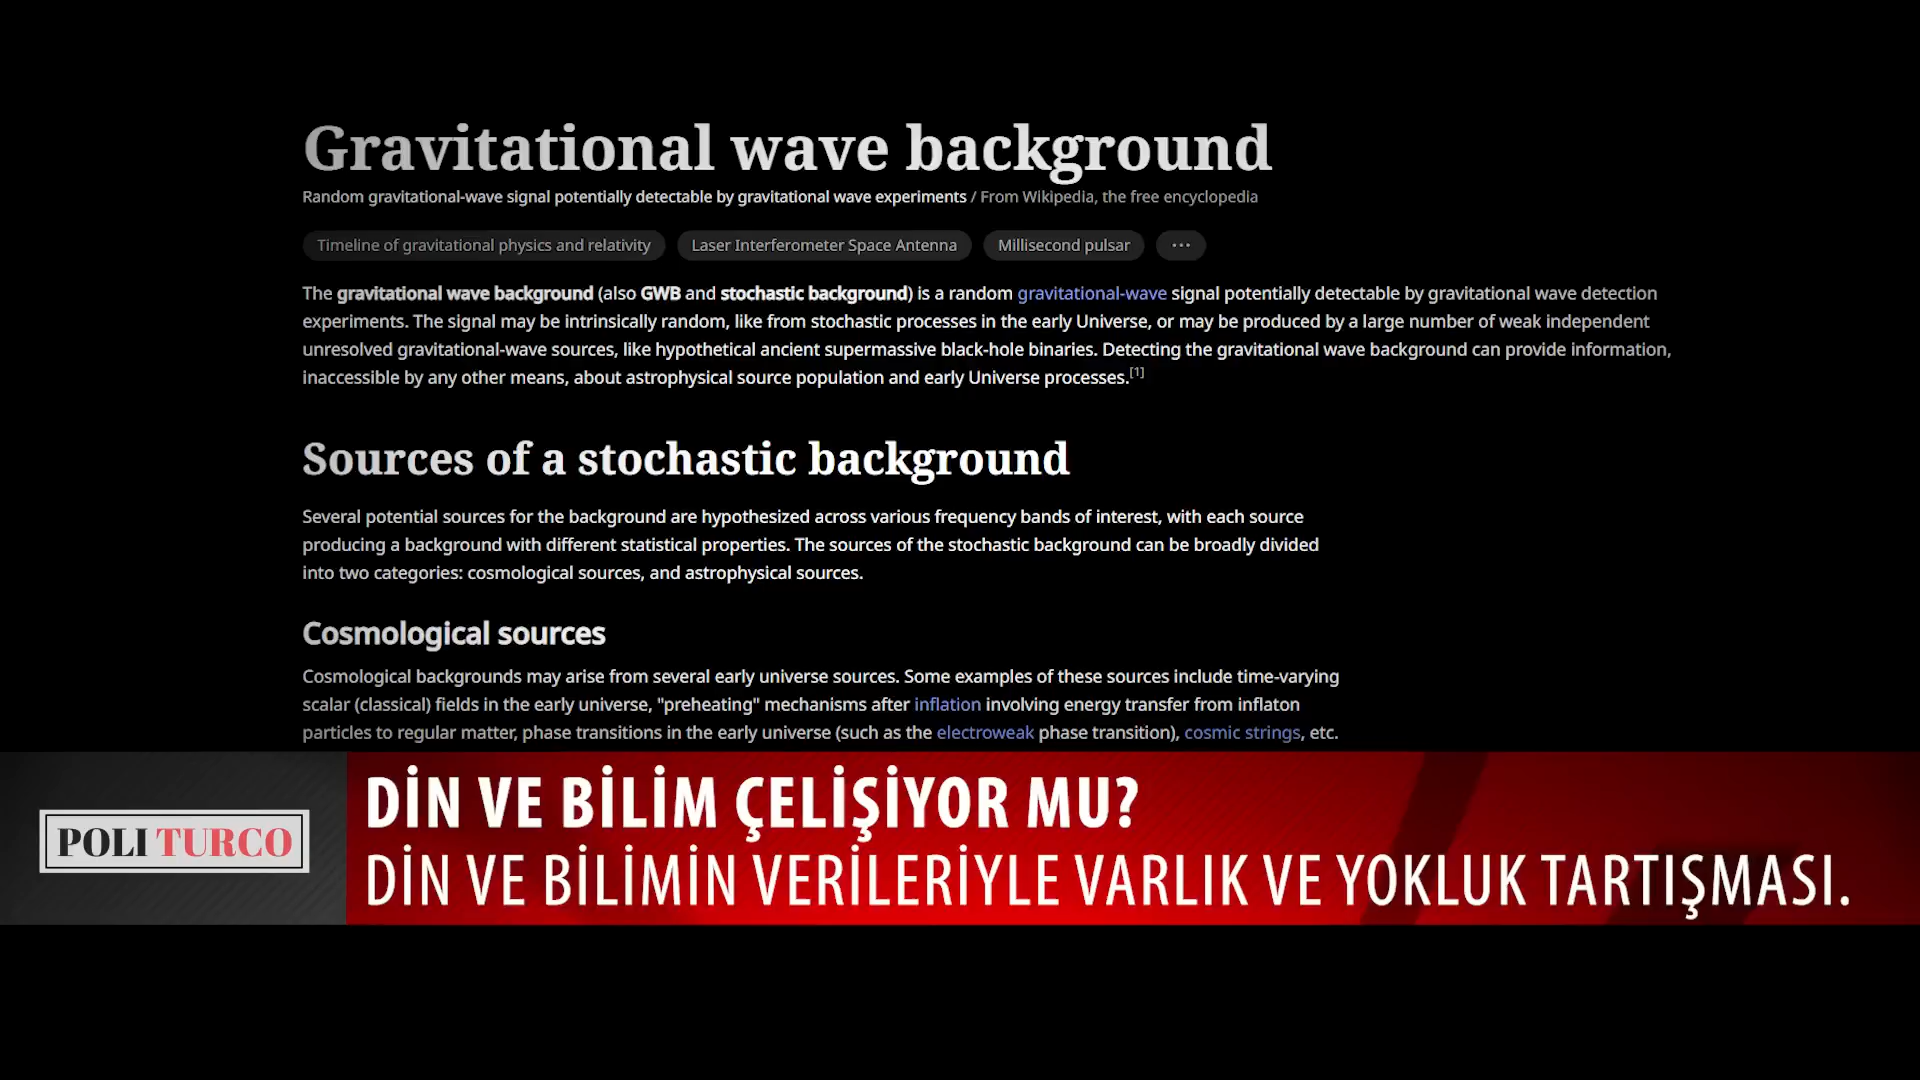 Gravitational wave background
Random gravitational-wave signal potentially detectable by gravitational wave experiments / From Wikipedia, the free encyclopedia
Timeline of gravitational physics and relativity
Laser Interferometer Space Antenna
Millisecond pulsar
...
The gravitational wave background (also GWB and stochastic background) is a random gravitational-wave signal potentially detectable by gravitational wave detection
experiments. The signal may be intrinsically random, like from stochastic processes in the early Universe, or may be produced by a large number of weak independent
unresolved gravitational-wave sources, like hypothetical ancient supermassive black-hole binaries. Detecting the gravitational wave background can provide information,
inaccessible by any other means, about astrophysical source population and early Universe processes.[1]
Sources of a stochastic background
Several potential sources for the background are hypothesized across various frequency bands of interest, with each source
producing a background with different statistical properties. The sources of the stochastic background can be broadly divided
into two categories: cosmological sources, and astrophysical sources.
Cosmological sources
Cosmological backgrounds may arise from several early universe sources. Some examples of these sources include time-varying
scalar (classical) fields in the early universe, "preheating" mechanisms after inflation involving energy transfer from inflaton
particles to regular matter, phase transitions in the early universe (such as the electroweak phase transition), cosmic strings, etc.
POLITURCO
DİN VE BİLİM ÇELİŞİYOR MU?
DİN VE BİLİMİN VERİLERİYLE VARLIK VE YOKLUK TARTIŞMASI.